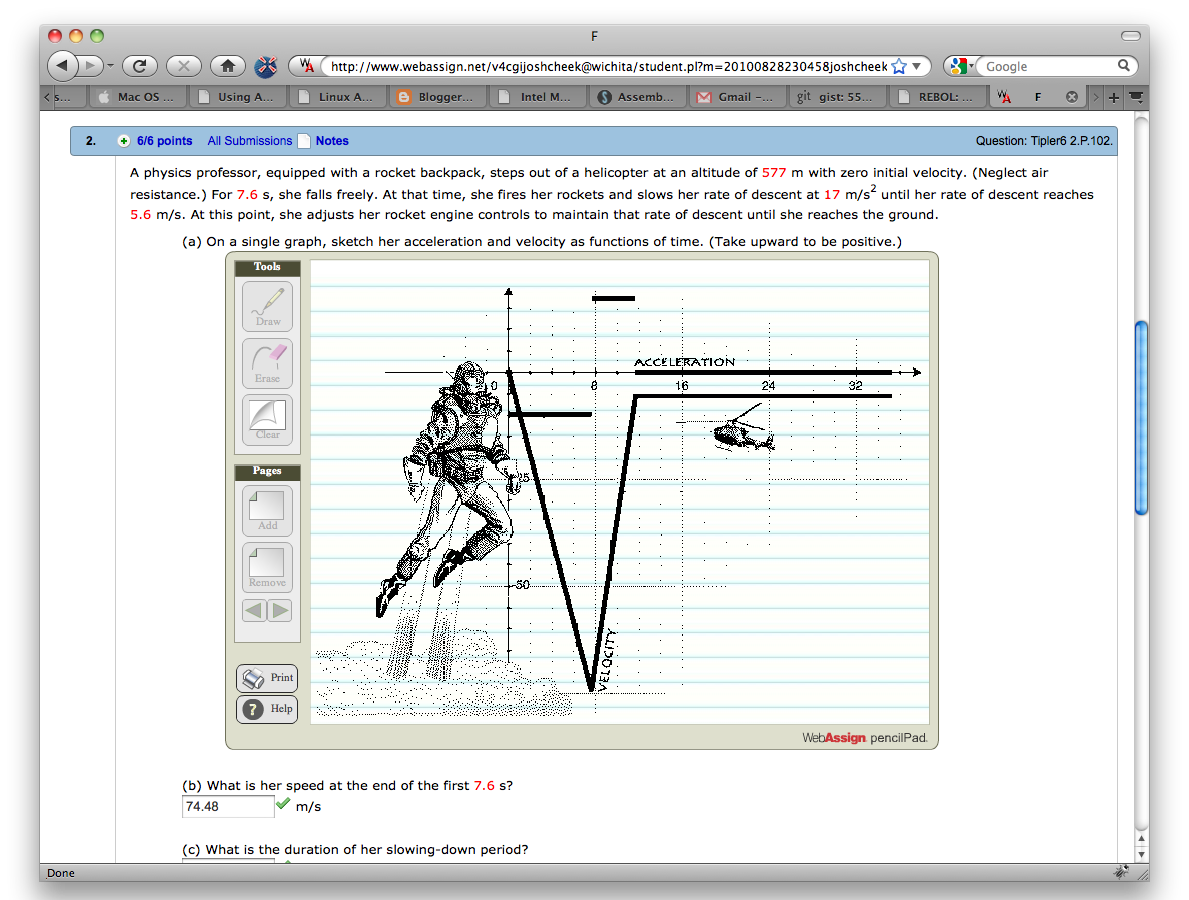 F
http://www.webassign.net/v4cgijoshcheek@wichita/student.pl?m=20100828230458joshcheek
Google
< s...
Mac OS ...
Using A...
Linux A...
Blogger...
Intel M...
Assemb...
Gmail -...
git gist: 55...
REBOL: ...
WA F
2. + 6/6 points All Submissions Notes Question: Tipler6 2.P.102.
A physics professor, equipped with a rocket backpack, steps out of a helicopter at an altitude of 577 m with zero initial velocity. (Neglect air
resistance.) For 7.6 s, she falls freely. At that time, she fires her rockets and slows her rate of descent at 17 m/s² until her rate of descent reaches
5.6 m/s. At this point, she adjusts her rocket engine controls to maintain that rate of descent until she reaches the ground.
(a) On a single graph, sketch her acceleration and velocity as functions of time. (Take upward to be positive.)
Tools
Draw
Erase
Clear
Pages
Add
Remove
Print
? Help
ACCELERATION
0 8 16 24 32
-50
VELOCITY
WebAssign. pencilPad.
(b) What is her speed at the end of the first 7.6 s?
74.48 m/s
(c) What is the duration of her slowing-down period?
Done